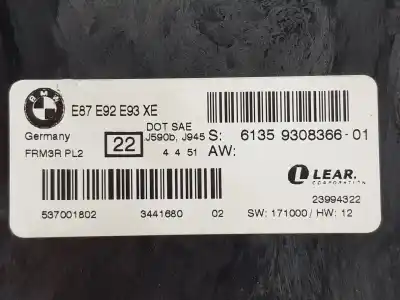 BMW
E87 E92 E93 XE
Germany
FRM3R PL2
22
DOT SAE
J590b, J945
4 4 51
S: 6135 9308366-01
AW:
LEAR.
CORPORATION
23994322
537001802
3441680
02
SW: 171000 / HW: 12